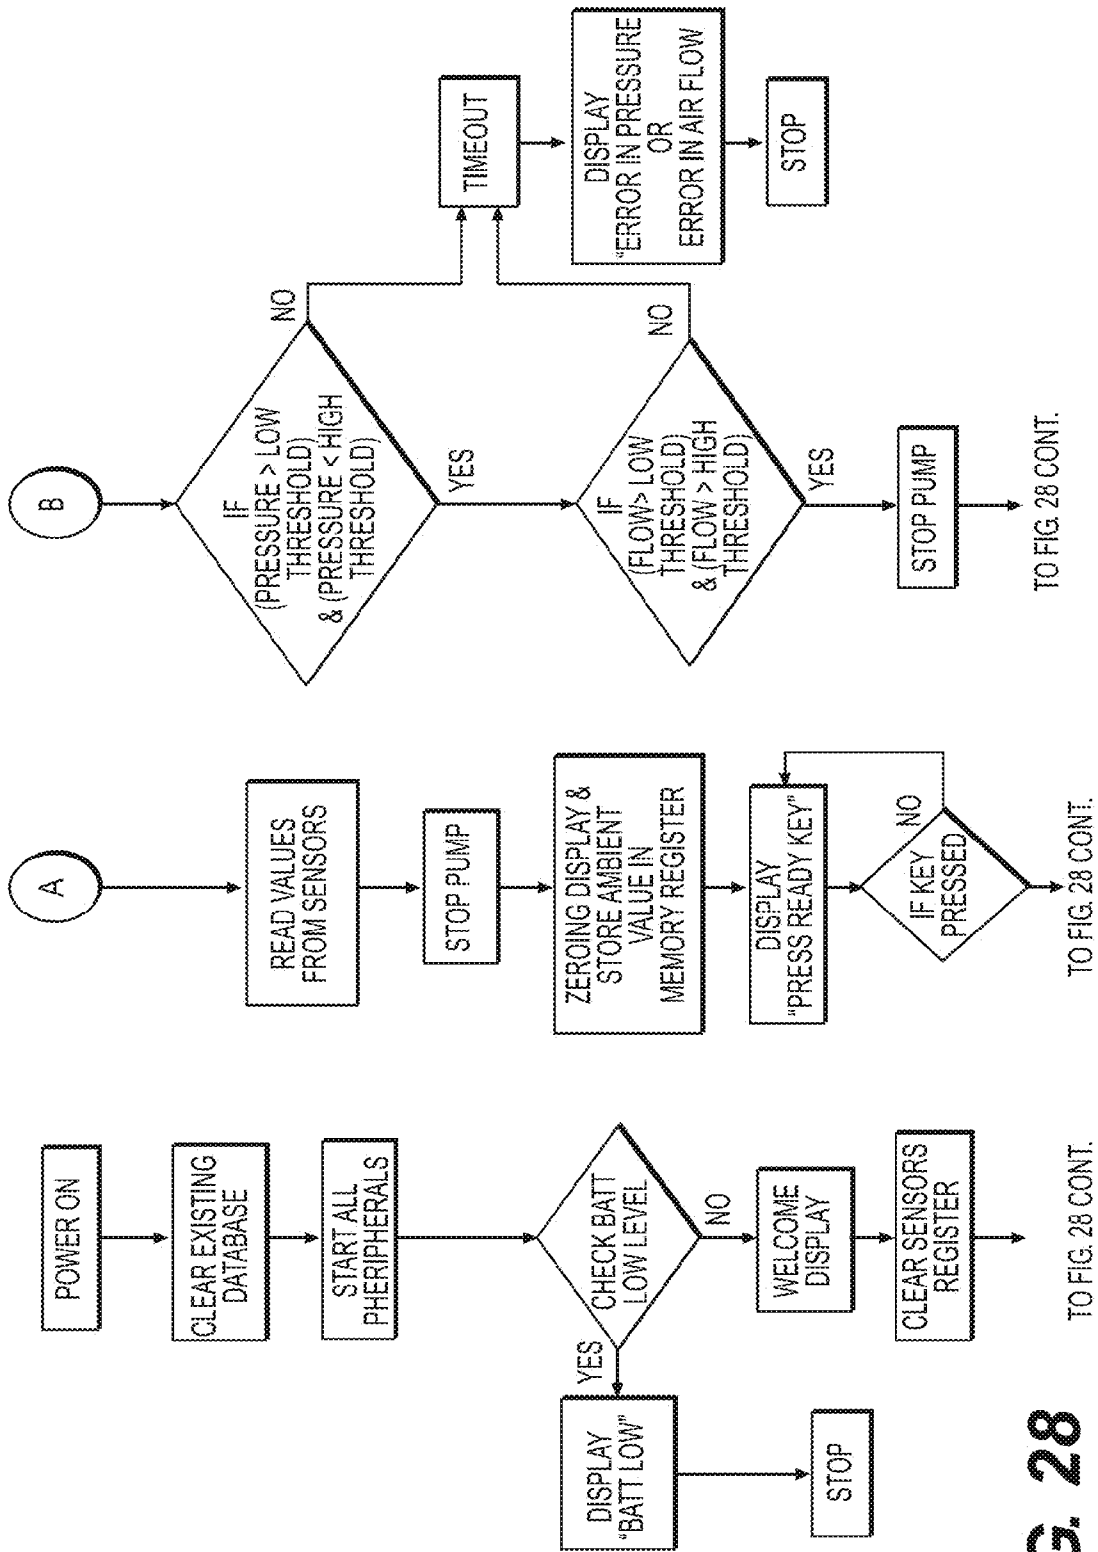 POWER ON
CLEAR EXISTING
DATABASE
START ALL
PHERIPHERALS
CHECK BATT
LOW LEVEL
YES
NO
DISPLAY
"BATT LOW"
STOP
WELCOME
DISPLAY
CLEAR SENSORS
REGISTER
TO FIG. 28 CONT.
A
READ VALUES
FROM SENSORS
STOP PUMP
ZEROING DISPLAY &
STORE AMBIENT
VALUE IN
MEMORY REGISTER
DISPLAY
"PRESS READY KEY"
IF KEY
PRESSED
NO
TO FIG. 28 CONT.
B
IF
(PRESSURE > LOW
THRESHOLD)
& (PRESSURE < HIGH
THRESHOLD)
NO
YES
TIMEOUT
DISPLAY
"ERROR IN PRESSURE
OR
ERROR IN AIR FLOW
STOP
IF
(FLOW> LOW
THRESHOLD)
& (FLOW > HIGH
THRESHOLD)
NO
YES
STOP PUMP
TO FIG. 28 CONT.
G. 28